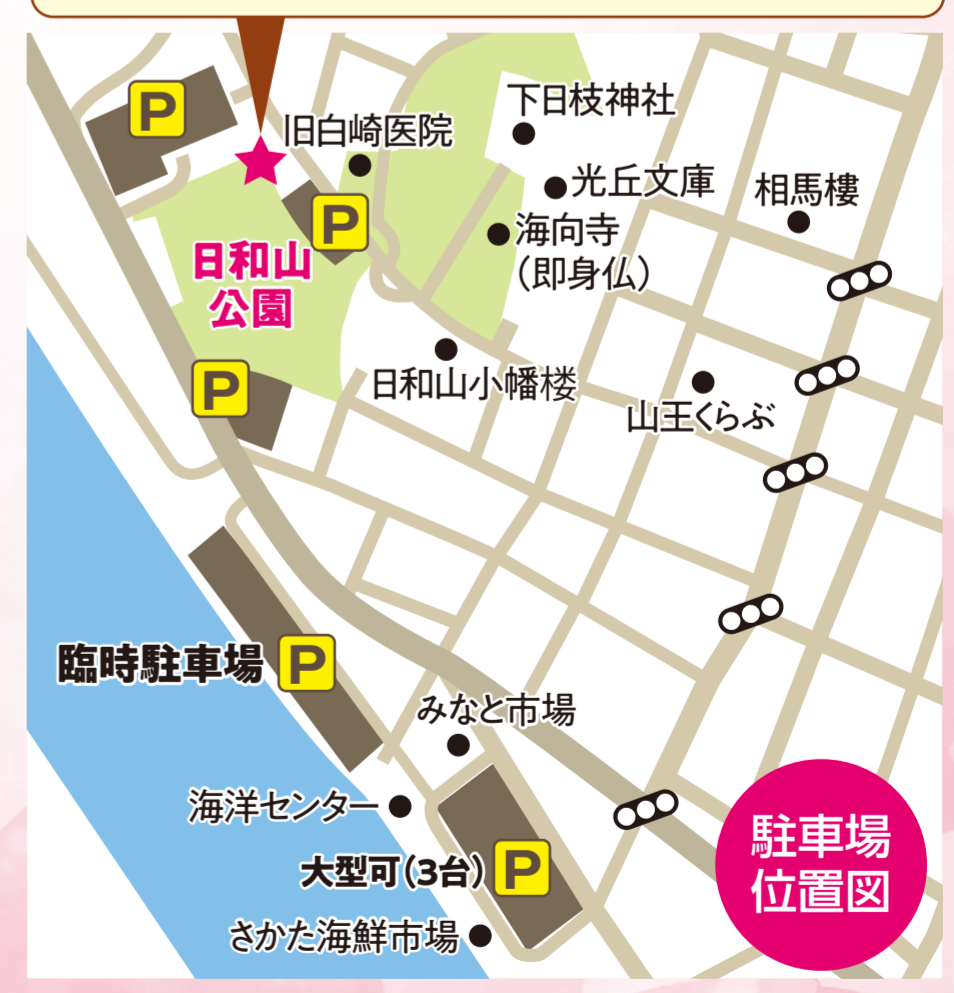 P
旧白崎医院
下日枝神社
光丘文庫
相馬樓
P
海向寺
(即身仏)
日和山
公園
日和山小幡楼
P
山王くらぶ
臨時駐車場 P
みなと市場
海洋センター
大型可(3台) P
さかた海鮮市場
駐車場
位置図